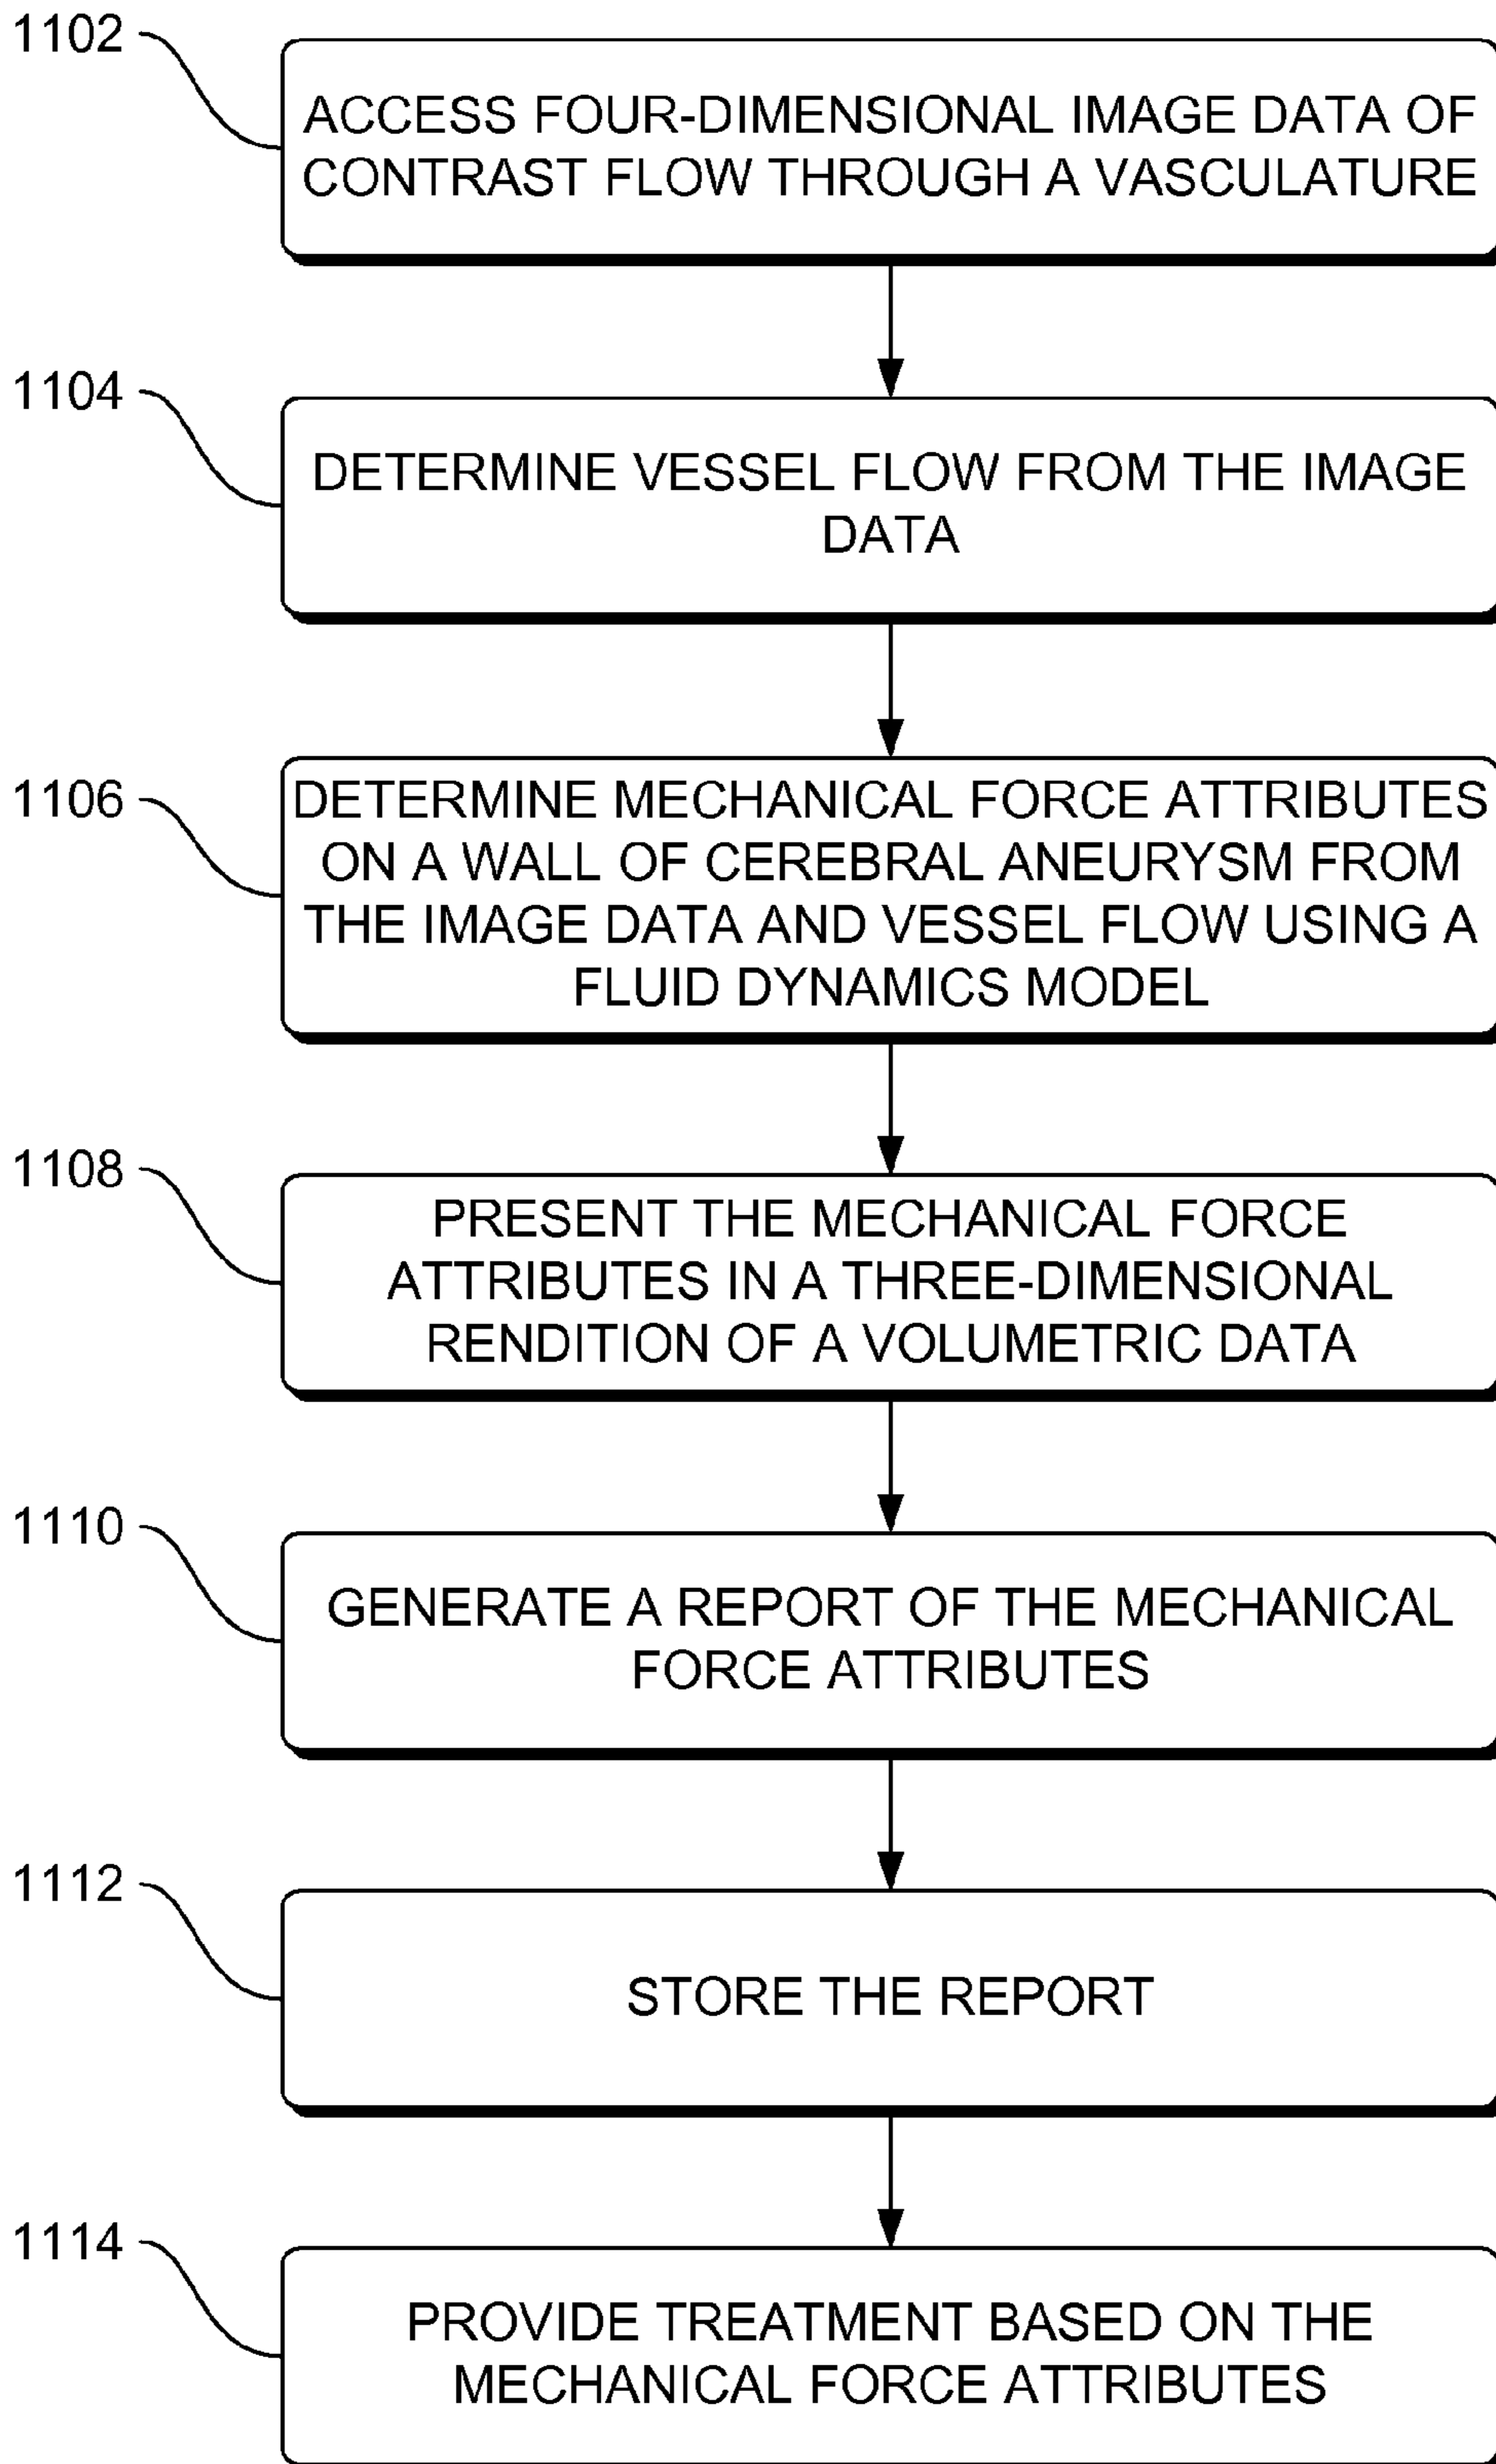 1102
ACCESS FOUR-DIMENSIONAL IMAGE DATA OF
CONTRAST FLOW THROUGH A VASCULATURE
1104
DETERMINE VESSEL FLOW FROM THE IMAGE
DATA
1106
DETERMINE MECHANICAL FORCE ATTRIBUTES
ON A WALL OF CEREBRAL ANEURYSM FROM
THE IMAGE DATA AND VESSEL FLOW USING A
FLUID DYNAMICS MODEL
1108
PRESENT THE MECHANICAL FORCE
ATTRIBUTES IN A THREE-DIMENSIONAL
RENDITION OF A VOLUMETRIC DATA
1110
GENERATE A REPORT OF THE MECHANICAL
FORCE ATTRIBUTES
1112
STORE THE REPORT
1114
PROVIDE TREATMENT BASED ON THE
MECHANICAL FORCE ATTRIBUTES